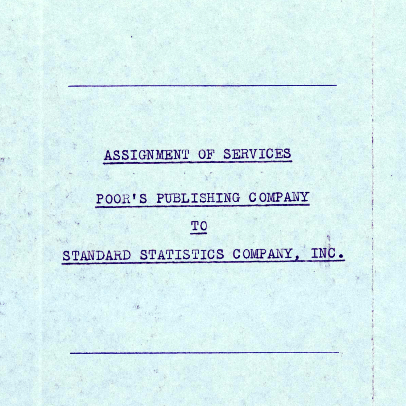 ASSIGNMENT OF SERVICES
POOR'S PUBLISHING COMPANY
TO
STANDARD STATISTICS COMPANY, INC.